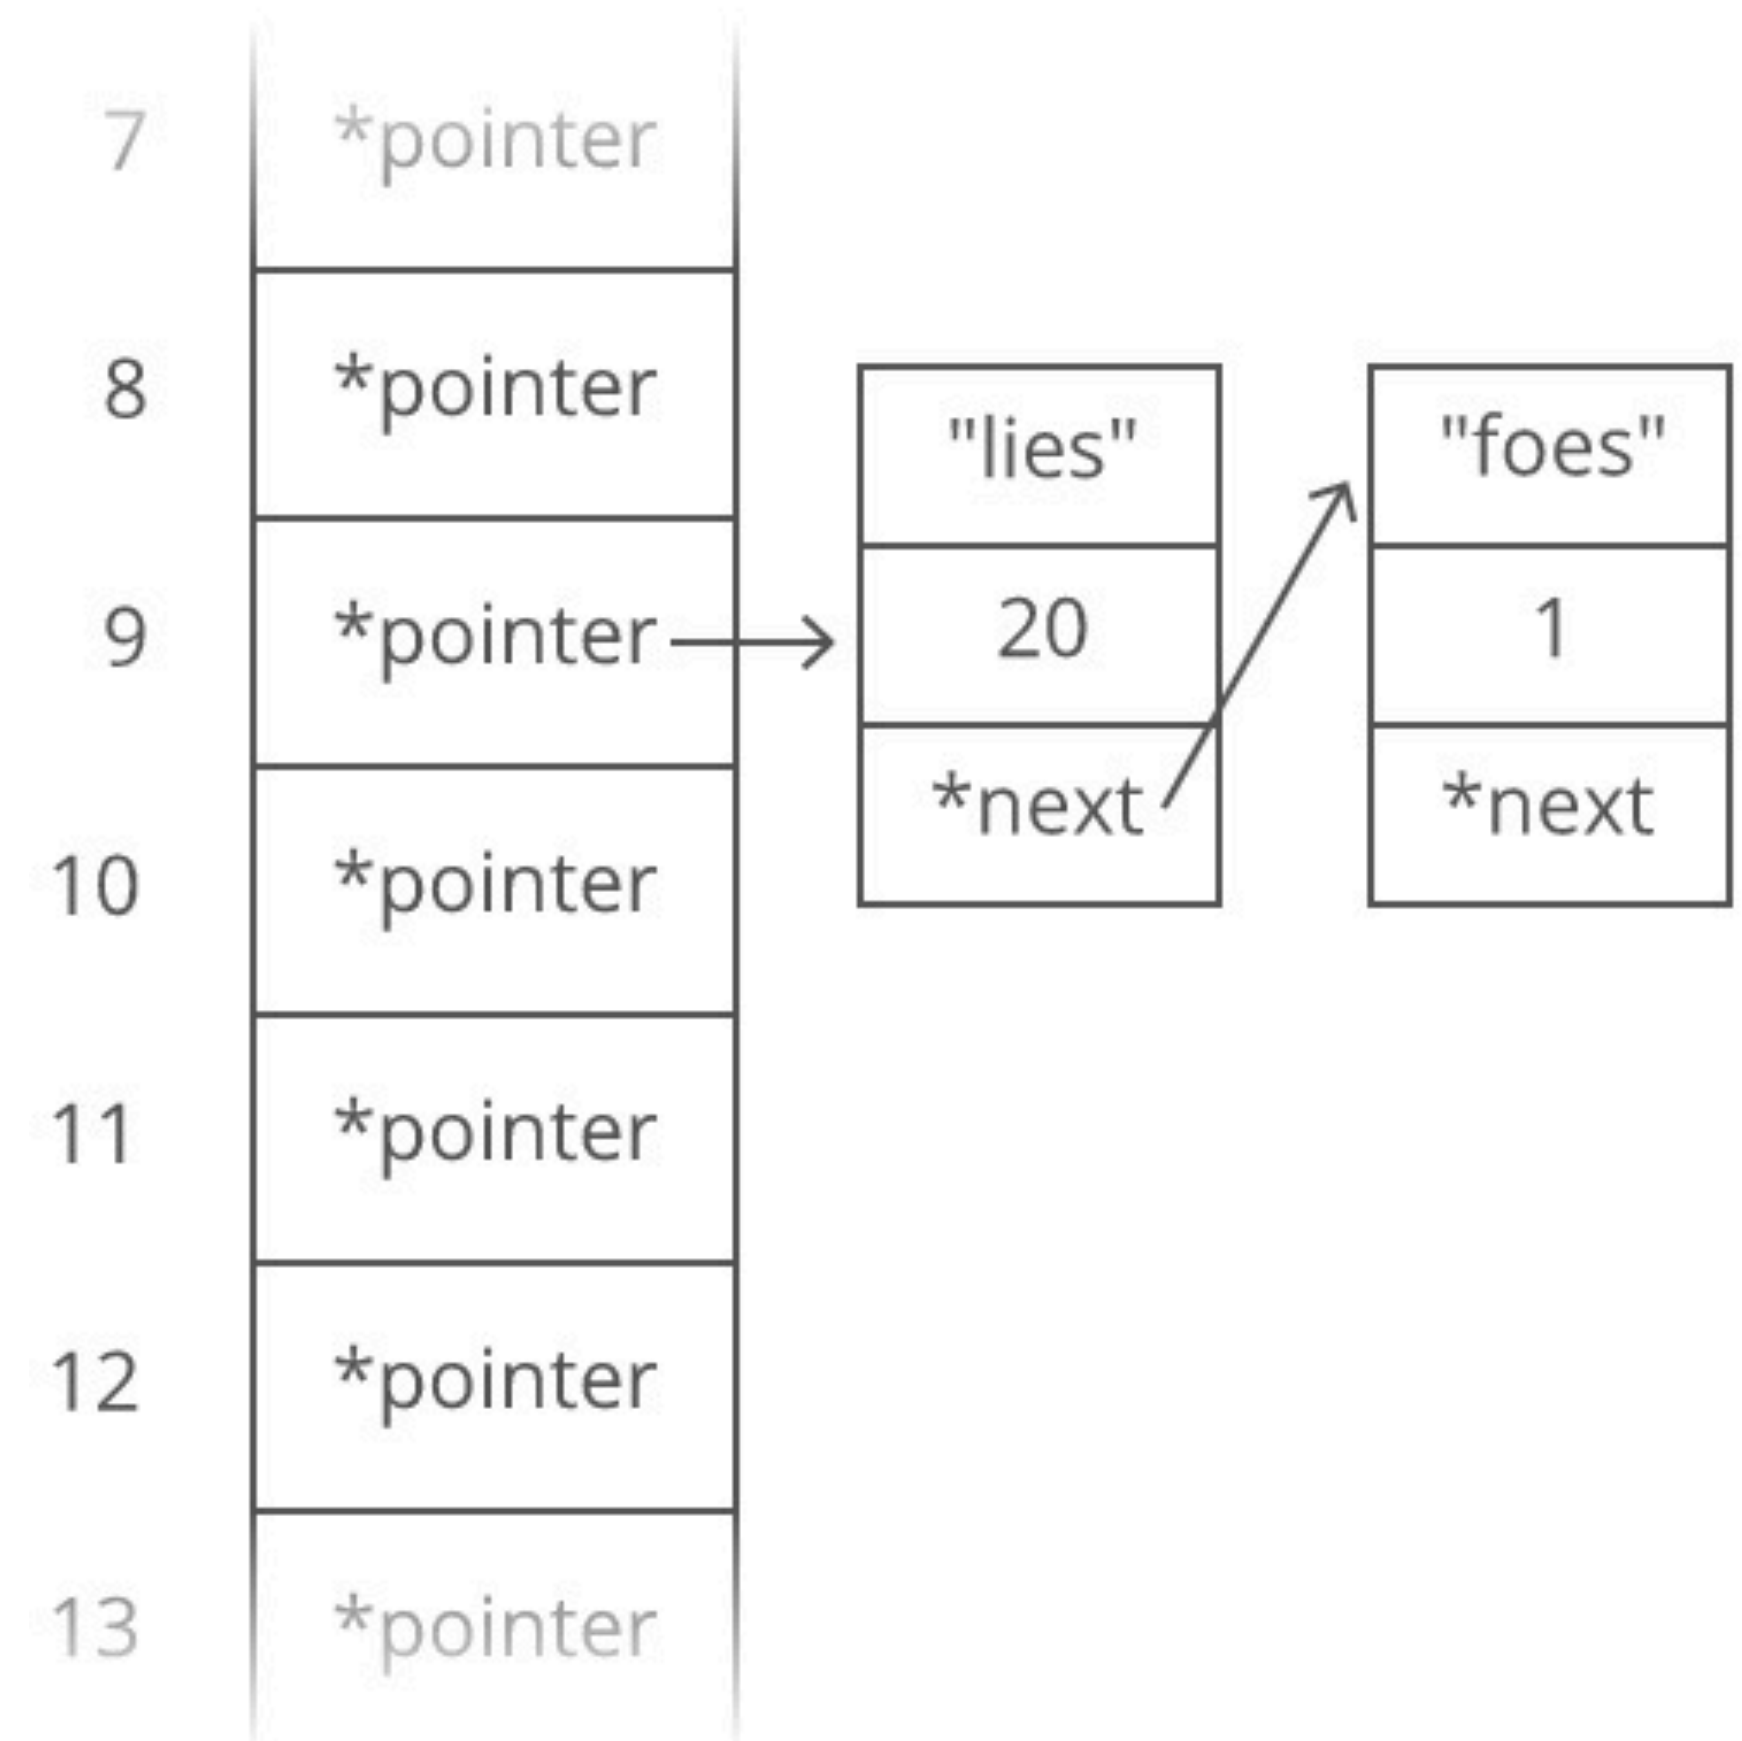 7 *pointer
8 *pointer
9 *pointer
10 *pointer
11 *pointer
12 *pointer
13 *pointer
"lies"
20
*next
"foes"
1
*next